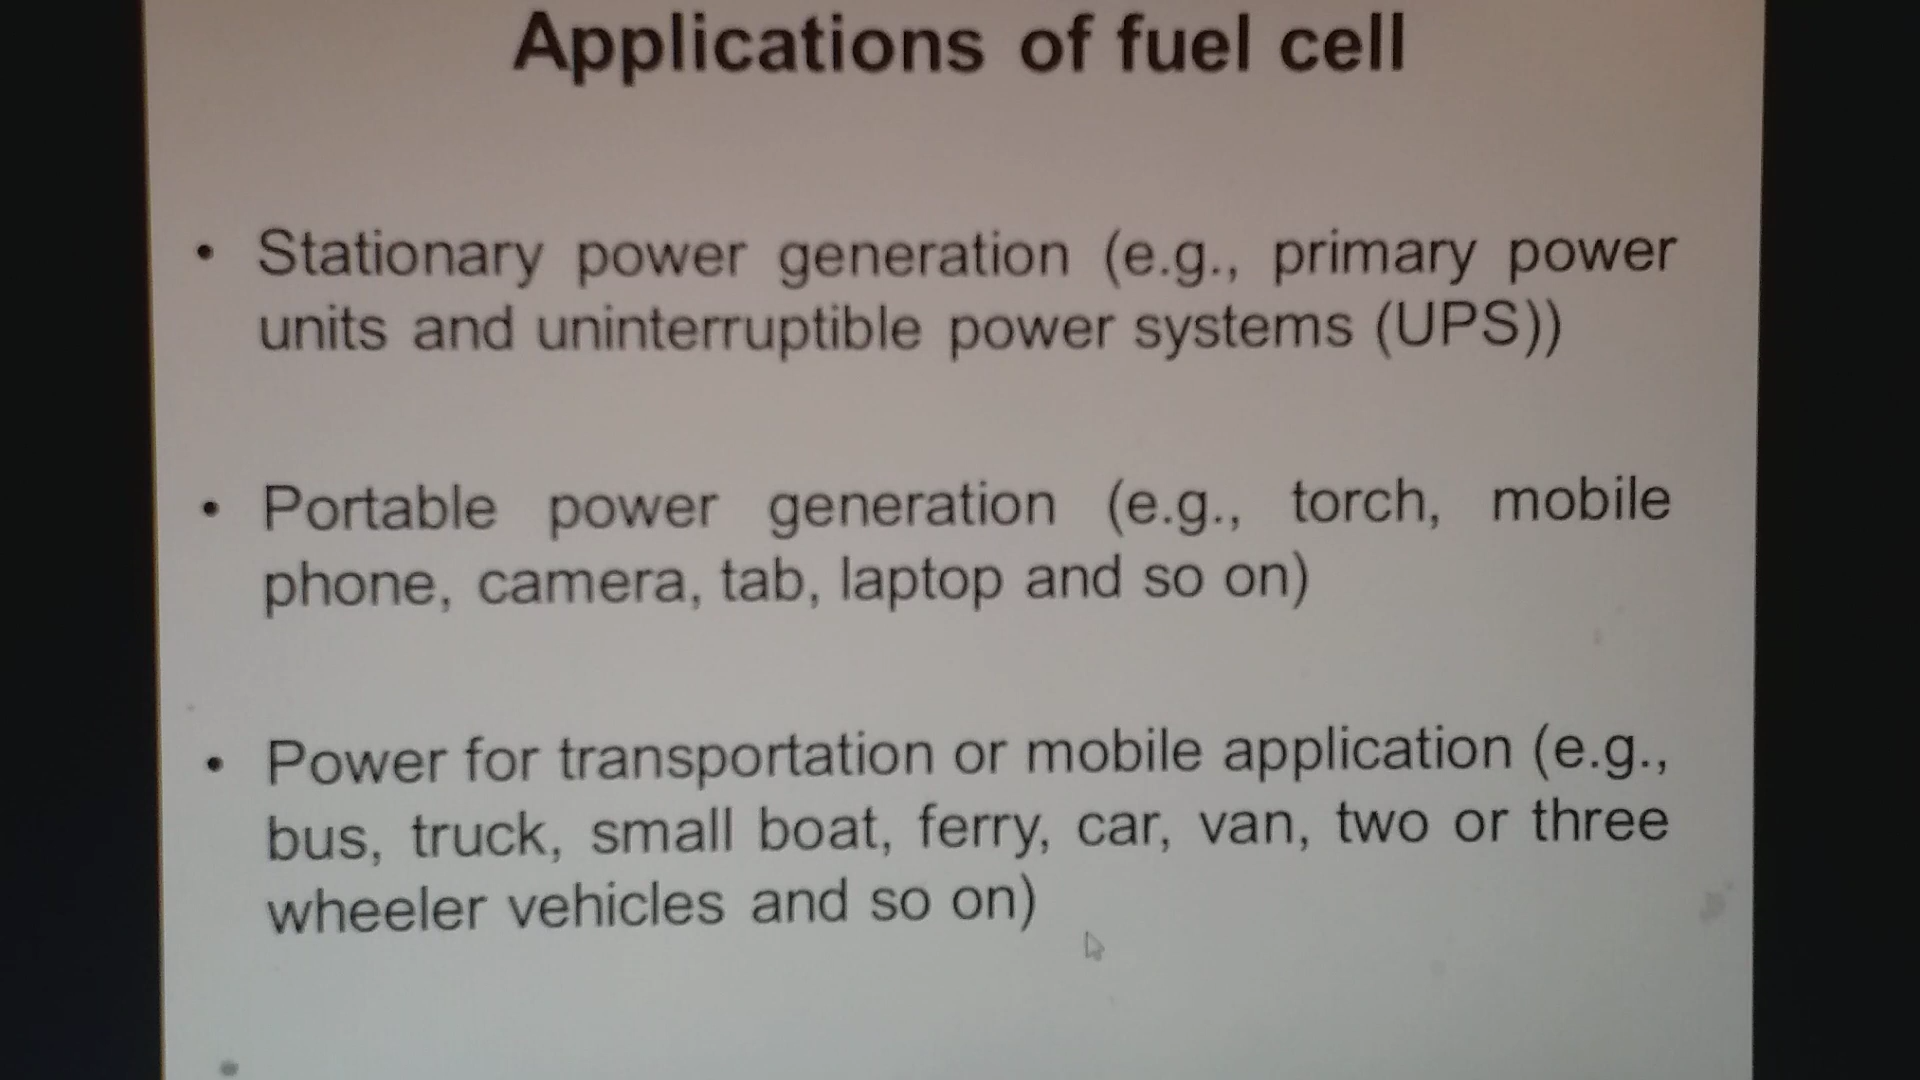 Applications of fuel cell
• Stationary power generation (e.g., primary power
units and uninterruptible power systems (UPS))
• Portable power generation (e.g., torch, mobile
phone, camera, tab, laptop and so on)
• Power for transportation or mobile application (e.g.,
bus, truck, small boat, ferry, car, van, two or three
wheeler vehicles and so on)